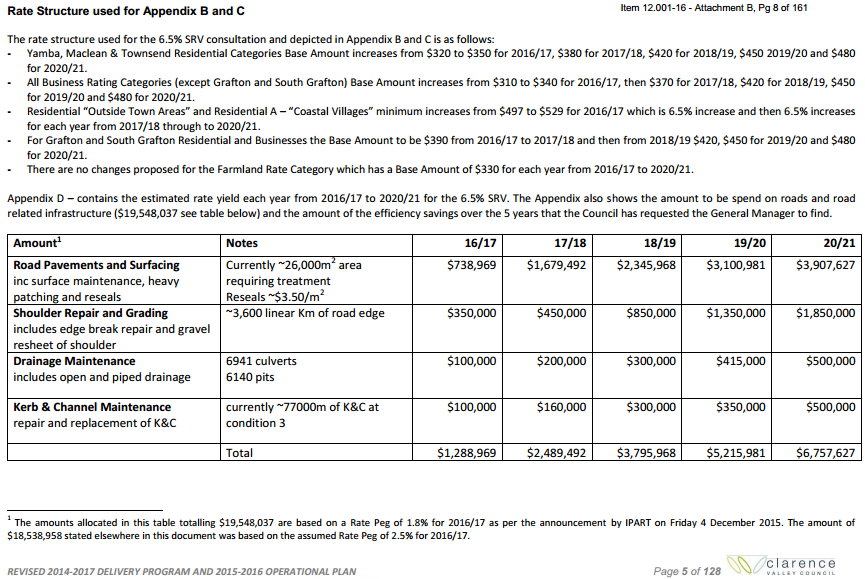 Rate Structure used for Appendix B and C
Item 12.001-16 - Attachment B, Pg 8 of 161
The rate structure used for the 6.5% SRV consultation and depicted in Appendix B and C is as follows:
- Yamba, Maclean & Townsend Residential Categories Base Amount increases from $320 to $350 for 2016/17, $380 for 2017/18, $420 for 2018/19, $450 2019/20 and $480
for 2020/21.
- All Business Rating Categories (except Grafton and South Grafton) Base Amount increases from $310 to $340 for 2016/17, then $370 for 2017/18, $420 for 2018/19, $450
for 2019/20 and $480 for 2020/21.
- Residential “Outside Town Areas” and Residential A – “Coastal Villages” minimum increases from $497 to $529 for 2016/17 which is 6.5% increase and then 6.5% increases
for each year from 2017/18 through to 2020/21.
- For Grafton and South Grafton Residential and Businesses the Base Amount to be $390 from 2016/17 to 2017/18 and then from 2018/19 $420, $450 for 2019/20 and $480
for 2020/21.
- There are no changes proposed for the Farmland Rate Category which has a Base Amount of $330 for each year from 2016/17 to 2020/21.
Appendix D – contains the estimated rate yield each year from 2016/17 to 2020/21 for the 6.5% SRV. The Appendix also shows the amount to be spend on roads and road
related infrastructure ($19,548,037 see table below) and the amount of the efficiency savings over the 5 years that the Council has requested the General Manager to find.
Amount¹ Notes 16/17 17/18 18/19 19/20 20/21
Road Pavements and Surfacing Currently ~26,000m² area $738,969 $1,679,492 $2,345,968 $3,100,981 $3,907,627
inc surface maintenance, heavy requiring treatment
patching and reseals Reseals ~$3.50/m²
Shoulder Repair and Grading ~3,600 linear Km of road edge $350,000 $450,000 $850,000 $1,350,000 $1,850,000
includes edge break repair and gravel
resheet of shoulder
Drainage Maintenance 6941 culverts $100,000 $200,000 $300,000 $415,000 $500,000
includes open and piped drainage 6140 pits
Kerb & Channel Maintenance currently ~77000m of K&C at $100,000 $160,000 $300,000 $350,000 $500,000
repair and replacement of K&C condition 3
Total $1,288,969 $2,489,492 $3,795,968 $5,215,981 $6,757,627
¹ The amounts allocated in this table totalling $19,548,037 are based on a Rate Peg of 1.8% for 2016/17 as per the announcement by IPART on Friday 4 December 2015. The amount of
$18,538,958 stated elsewhere in this document was based on the assumed Rate Peg of 2.5% for 2016/17.
REVISED 2014-2017 DELIVERY PROGRAM AND 2015-2016 OPERATIONAL PLAN
Page 5 of 128
clarence
VALLEY COUNCIL